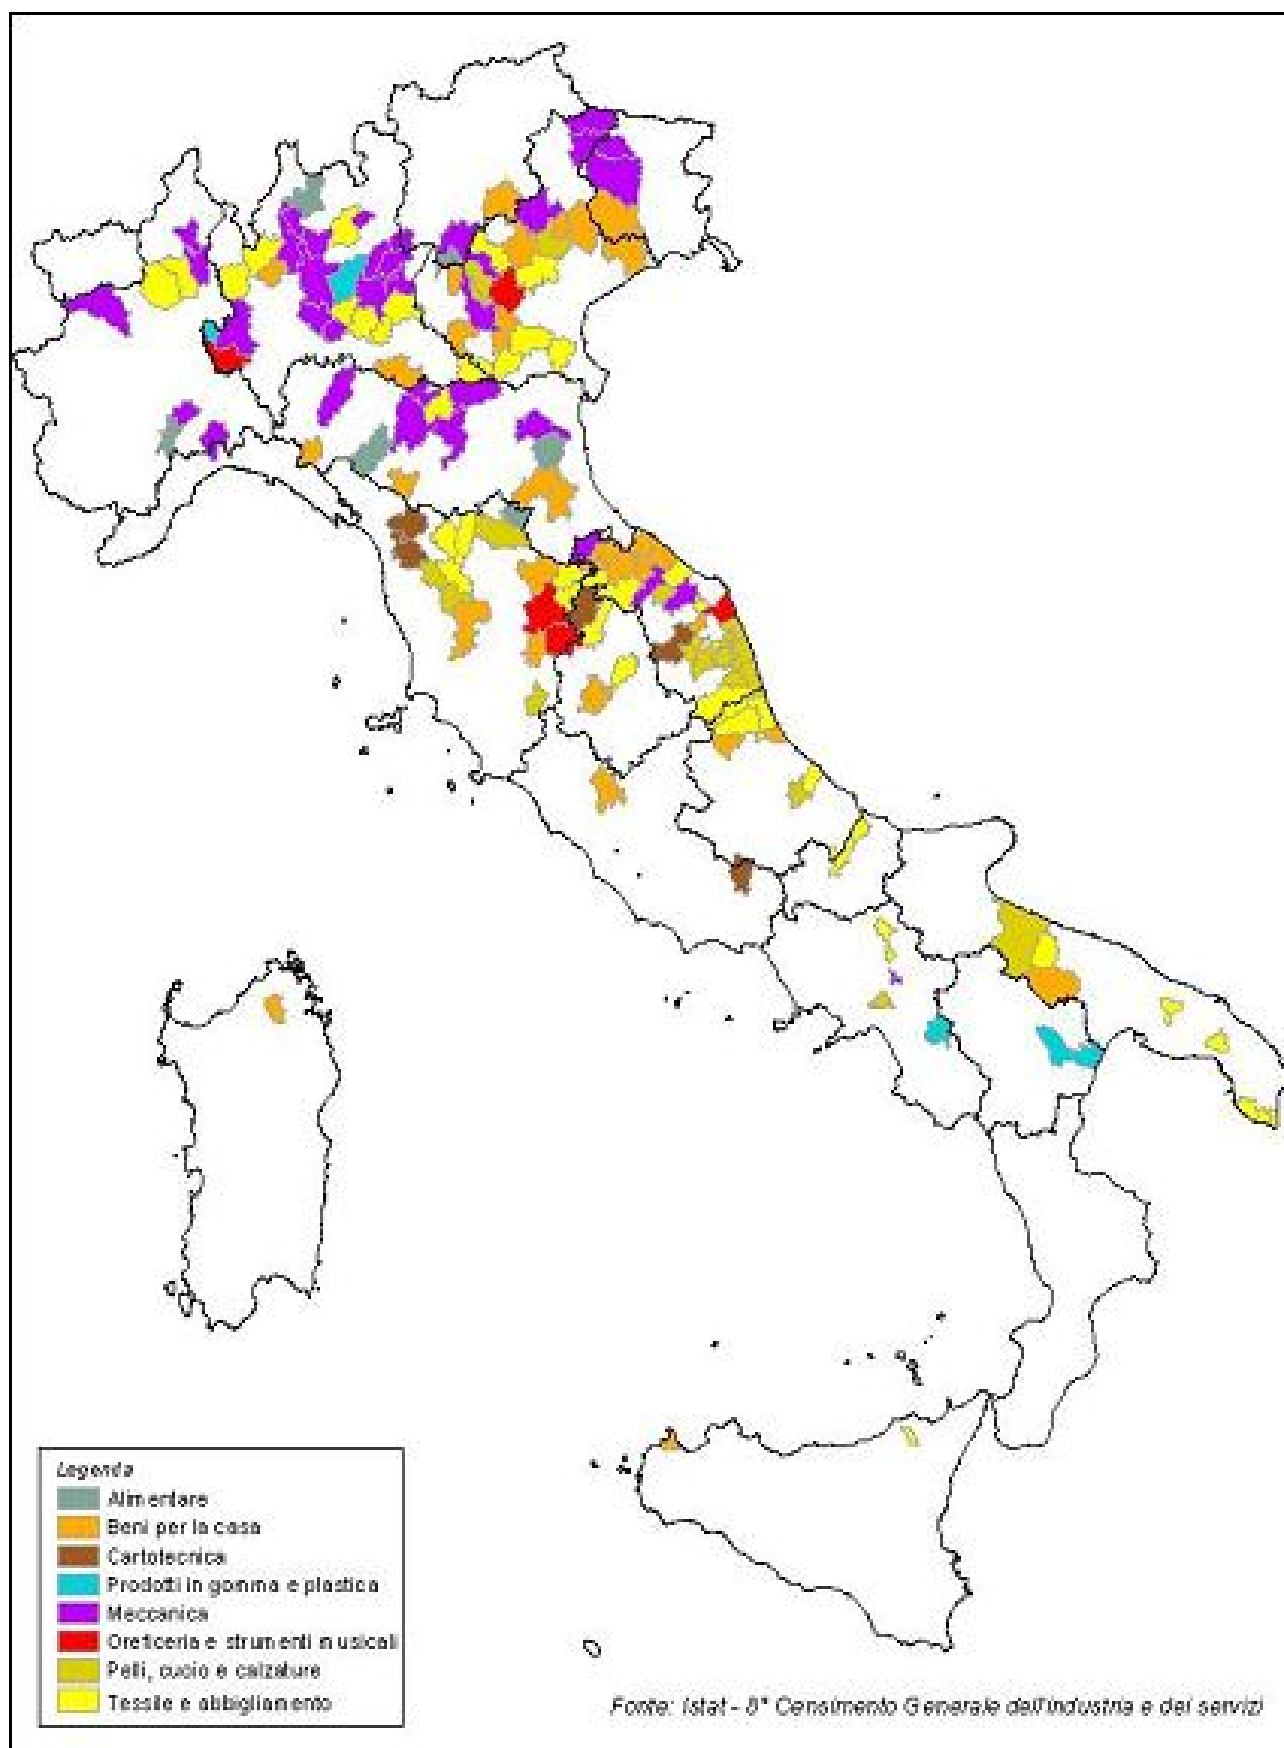 Legenda
Alimentare
Beni per la casa
Cartotecnica
Prodotti in gomma e plastica
Meccanica
Oreficeria e strumenti musicali
Pelli, cuoio e calzature
Tessile e abbigliamento
Fonte: Istat - 8° Censimento Generale dell'industria e dei servizi